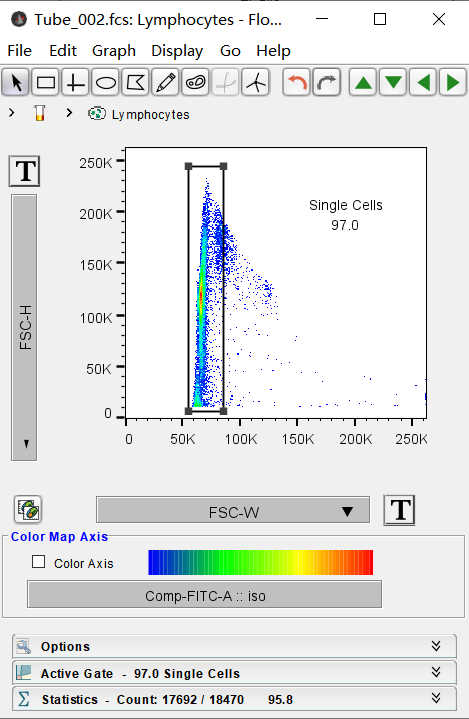 Tube_002.fcs: Lymphocytes - Flo...
File Edit Graph Display Go Help
Lymphocytes
T
250K
200K
150K
100K
50K
0
FSC-H
Single Cells
97.0
0 50K 100K 150K 200K 250K
FSC-W
T
Color Map Axis
Color Axis
Comp-FITC-A :: iso
Options
Active Gate - 97.0 Single Cells
Σ Statistics - Count: 17692 / 18470 95.8